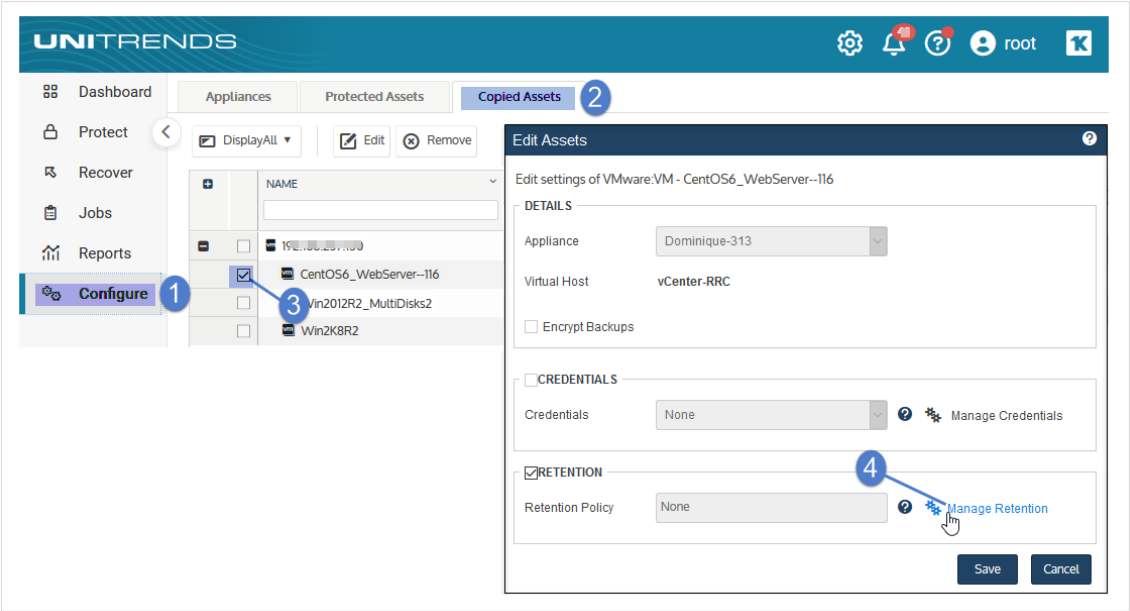 UNITRENDS
40
root
Dashboard
Protect
Recover
Jobs
Reports
Configure
1
Appliances
Protected Assets
Copied Assets
2
DisplayAll
Edit
Remove
NAME
CentOS6_WebServer--116
3
Win2012R2_MultiDisks2
Win2K8R2
Edit Assets
Edit settings of VMware:VM - CentOS6_WebServer--116
DETAILS
Appliance
Dominique-313
Virtual Host
vCenter-RRC
Encrypt Backups
CREDENTIALS
Credentials
None
Manage Credentials
RETENTION
4
Retention Policy
None
Manage Retention
Save
Cancel